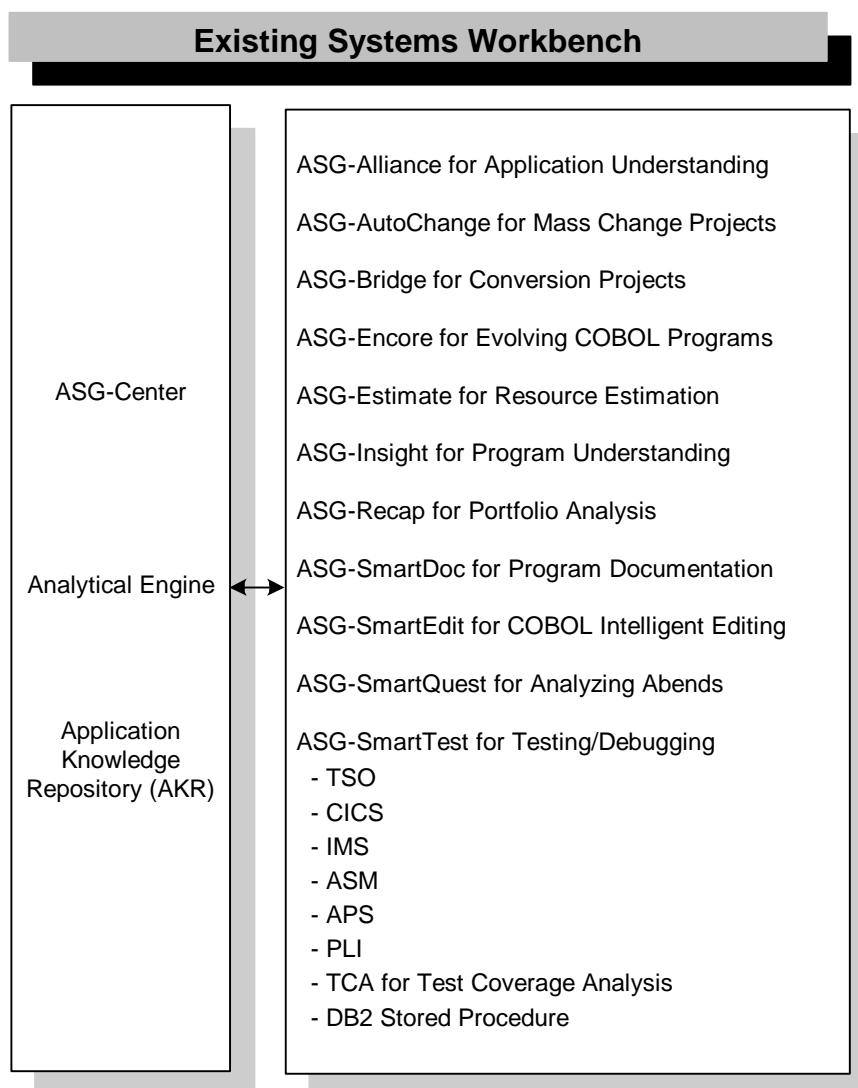 Existing Systems Workbench
ASG-Center
Analytical Engine
Application
Knowledge
Repository (AKR)
ASG-Alliance for Application Understanding
ASG-AutoChange for Mass Change Projects
ASG-Bridge for Conversion Projects
ASG-Encore for Evolving COBOL Programs
ASG-Estimate for Resource Estimation
ASG-Insight for Program Understanding
ASG-Recap for Portfolio Analysis
ASG-SmartDoc for Program Documentation
ASG-SmartEdit for COBOL Intelligent Editing
ASG-SmartQuest for Analyzing Abends
ASG-SmartTest for Testing/Debugging
- TSO
- CICS
- IMS
- ASM
- APS
- PLI
- TCA for Test Coverage Analysis
- DB2 Stored Procedure